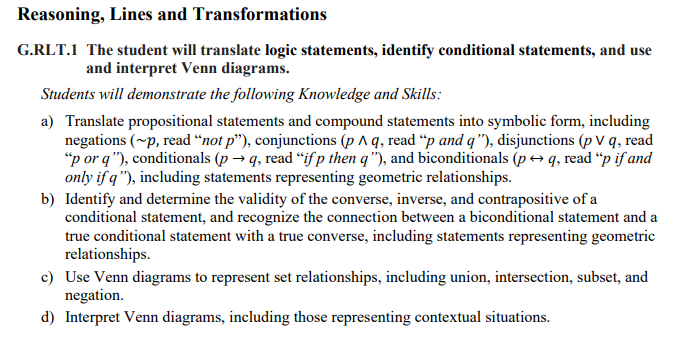 Reasoning, Lines and Transformations
G.RLT.1 The student will translate logic statements, identify conditional statements, and use
and interpret Venn diagrams.
Students will demonstrate the following Knowledge and Skills:
a) Translate propositional statements and compound statements into symbolic form, including
negations (~p, read “not p”), conjunctions (p ∧ q, read “p and q”), disjunctions (p ∨ q, read
“p or q”), conditionals (p → q, read “if p then q”), and biconditionals (p ↔ q, read “p if and
only if q”), including statements representing geometric relationships.
b) Identify and determine the validity of the converse, inverse, and contrapositive of a
conditional statement, and recognize the connection between a biconditional statement and a
true conditional statement with a true converse, including statements representing geometric
relationships.
c) Use Venn diagrams to represent set relationships, including union, intersection, subset, and
negation.
d) Interpret Venn diagrams, including those representing contextual situations.